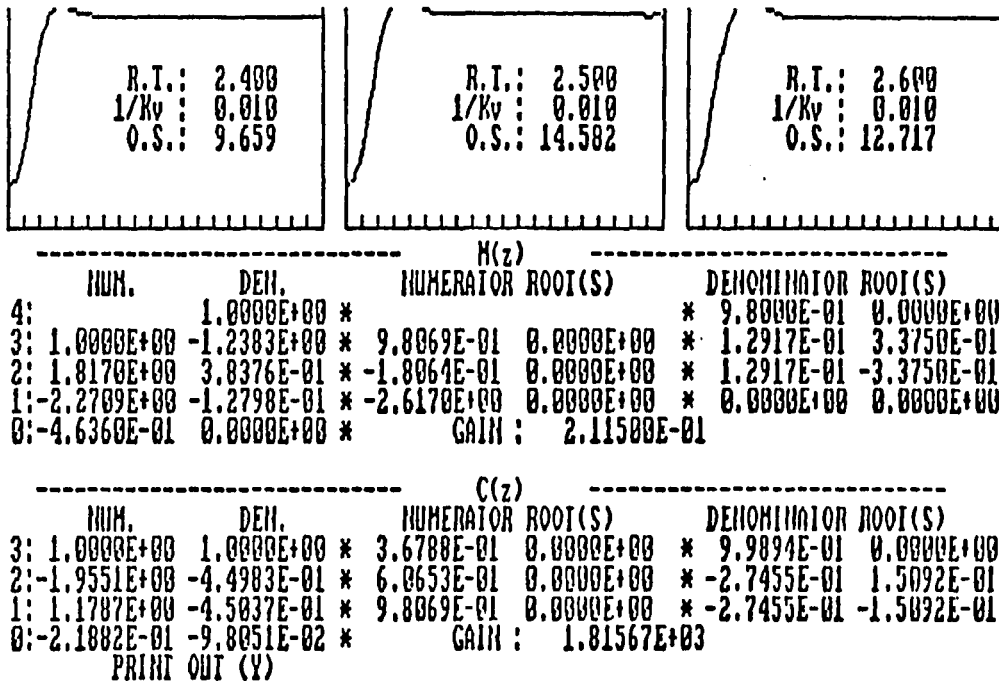 R.T.: 2.400 R.T.: 2.500 R.T.: 2.600
1/Kv : 0.010 1/Kv : 0.010 1/Kv : 0.010
O.S.: 9.659 O.S.: 14.582 O.S.: 12.717
---------------------------- M(z) ----------------------------
NUM. DEN. NUMERATOR ROOT(S) DENOMINATOR ROOT(S)
4: 1.0000E+00 * * 9.8000E-01 0.0000E+00
3: 1.0000E+00 -1.2383E+00 * 9.8069E-01 0.0000E+00 * 1.2917E-01 3.3750E-01
2: 1.8170E+00 3.8376E-01 * -1.8064E-01 0.0000E+00 * 1.2917E-01 -3.3750E-01
1:-2.2709E+00 -1.2798E-01 * -2.6170E+00 0.0000E+00 * 0.0000E+00 0.0000E+00
0:-4.6360E-01 0.0000E+00 * GAIN : 2.11500E-01
---------------------------- C(z) ----------------------------
NUM. DEN. NUMERATOR ROOT(S) DENOMINATOR ROOT(S)
3: 1.0000E+00 1.0000E+00 * 3.6788E-01 0.0000E+00 * 9.9894E-01 0.0000E+00
2:-1.9551E+00 -4.4983E-01 * 6.0653E-01 0.0000E+00 * -2.7455E-01 1.5092E-01
1: 1.1787E+00 -4.5037E-01 * 9.8069E-01 0.0000E+00 * -2.7455E-01 -1.5092E-01
0:-2.1882E-01 -9.8051E-02 * GAIN : 1.81567E+03
PRINT OUT (Y)